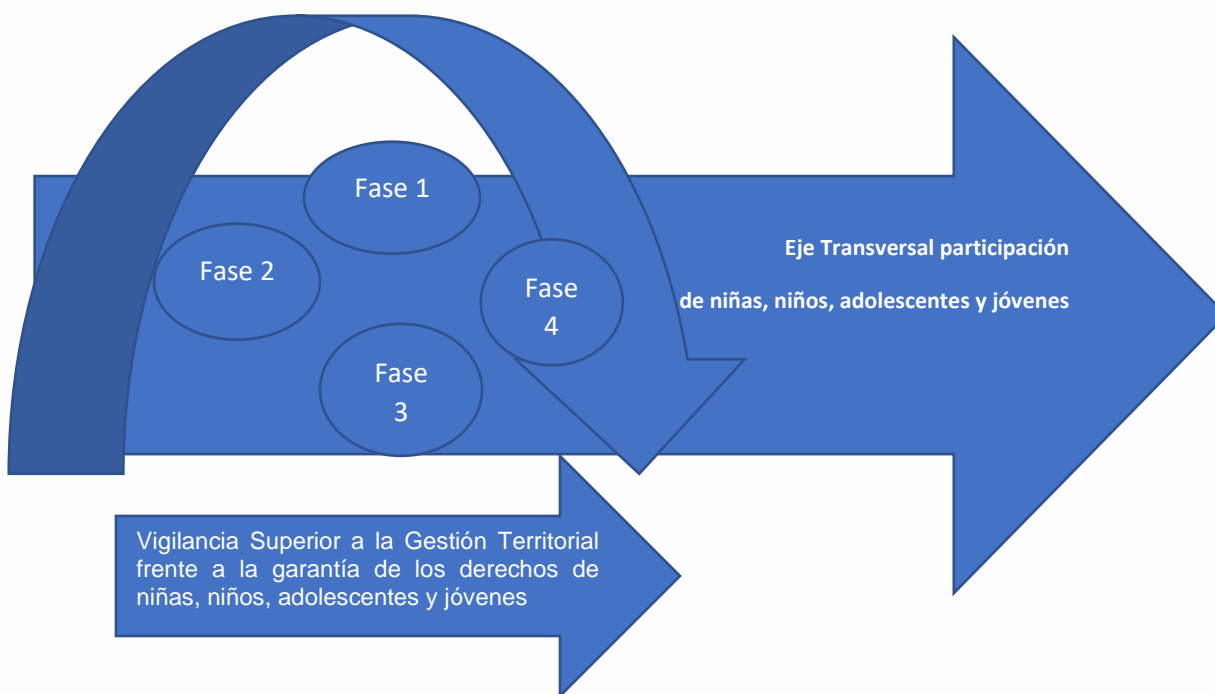 Fase 1
Fase 2
Fase
3
Fase
4
Eje Transversal participación
de niñas, niños, adolescentes y jóvenes
Vigilancia Superior a la Gestión Territorial
frente a la garantía de los derechos de
niñas, niños, adolescentes y jóvenes